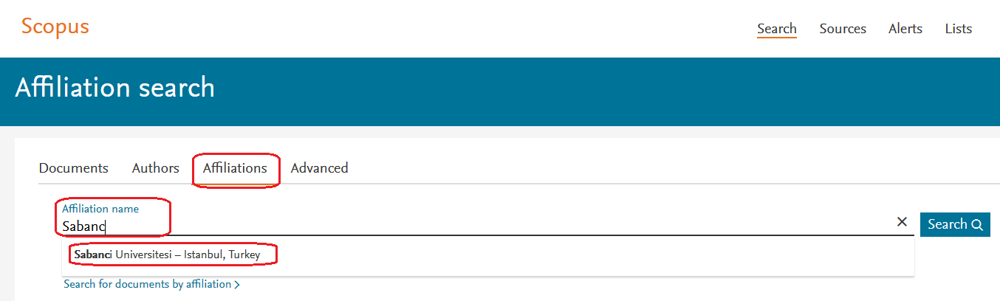 Scopus
Search Sources Alerts Lists
Affiliation search
Documents Authors Affiliations Advanced
Affiliation name
Sabanc
Search
Sabanci Universitesi – Istanbul, Turkey
Search for documents by affiliation